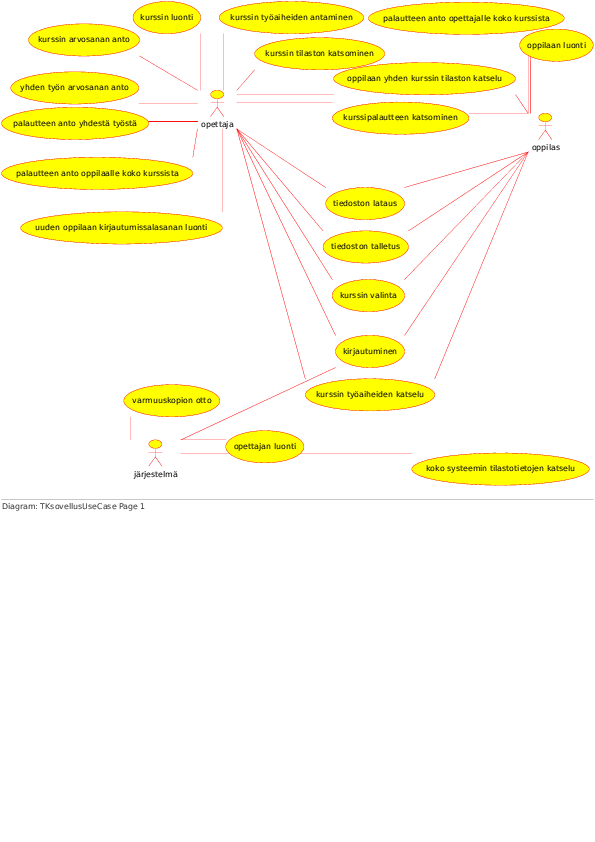 kurssin luonti
kurssin työaiheiden antaminen
palautteen anto opettajalle koko kurssista
kurssin arvosanan anto
oppilaan luonti
kurssin tilaston katsominen
oppilaan yhden kurssin tilaston katselu
yhden työn arvosanan anto
palautteen anto yhdestä työstä
opettaja
kurssipalautteen katsominen
oppilas
palautteen anto oppilaalle koko kurssista
tiedoston lataus
uuden oppilaan kirjautumissalasanan luonti
tiedoston talletus
kurssin valinta
kirjautuminen
kurssin työaiheiden katselu
varmuuskopion otto
opettajan luonti
järjestelmä
koko systeemin tilastotietojen katselu
Diagram: TKsovellusUseCase Page 1